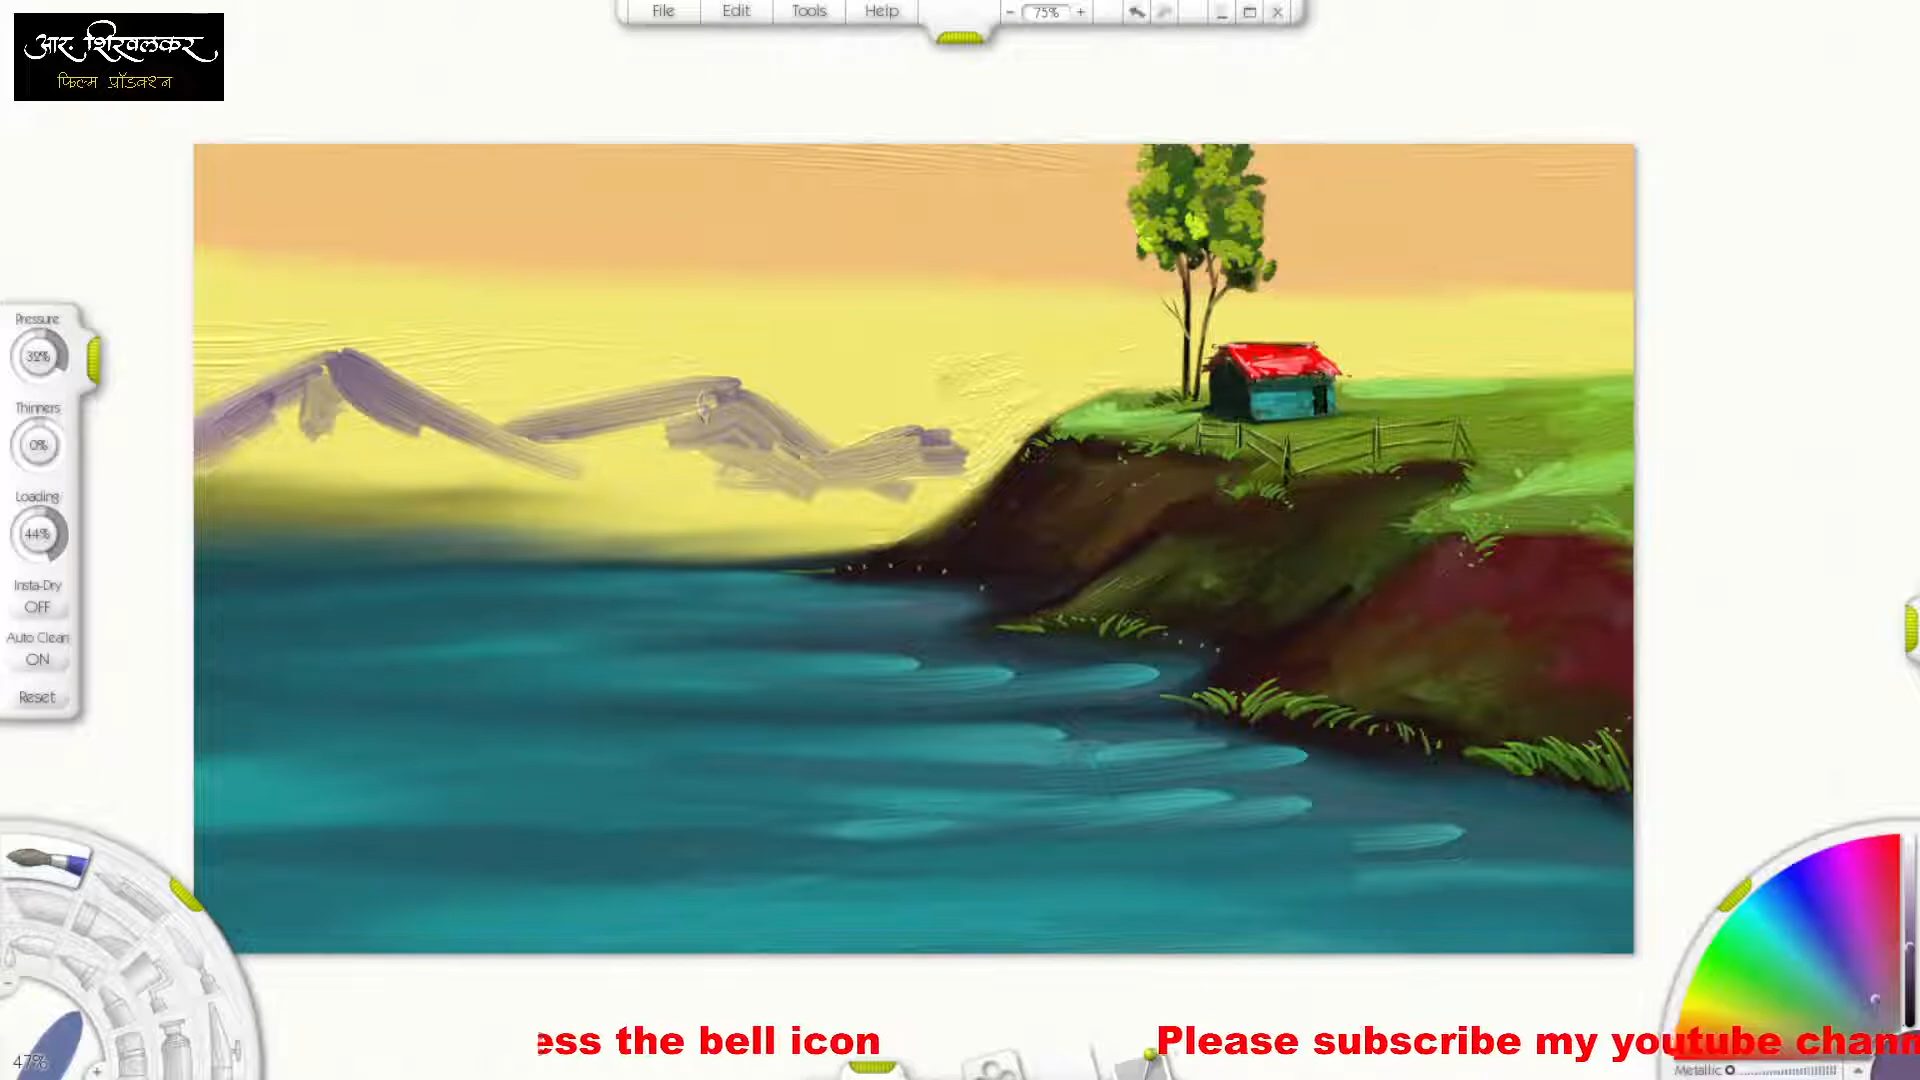 File Edit Tools Help - 75% +
आर. शिरवलकर
फिल्म प्रॉडक्शन
Pressure
39%
Thinners
0%
Loading
44%
Insta-Dry
OFF
Auto Clean
ON
Reset
47%
ess the bell icon Please subscribe my youtube chann
Metallic